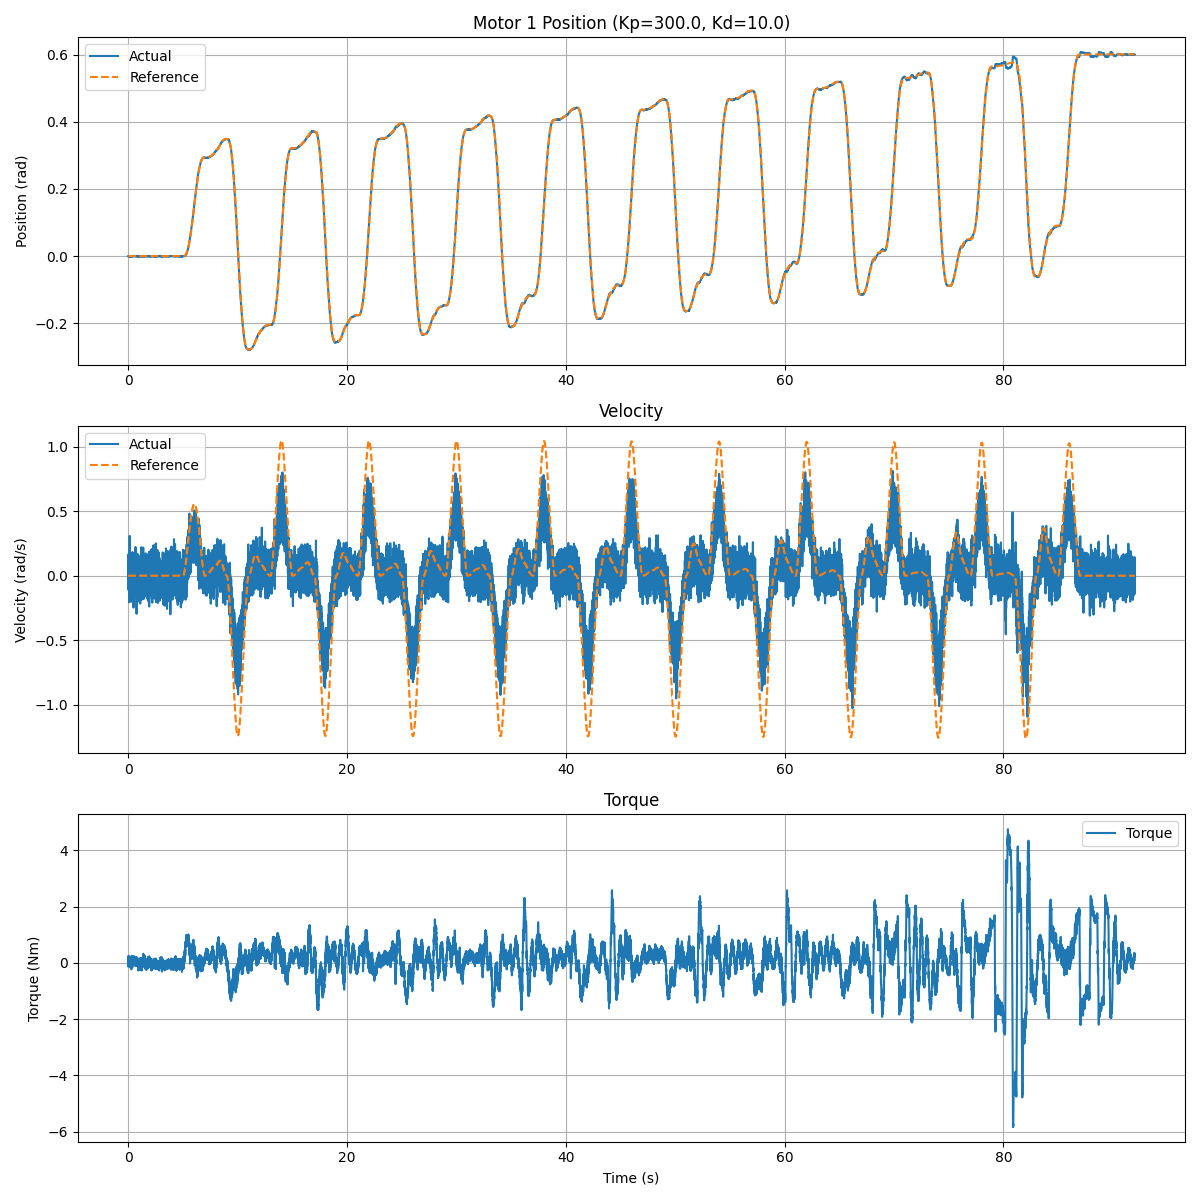 Motor 1 Position (Kp=300.0, Kd=10.0)
Actual
Reference
Position (rad)
0.6
0.4
0.2
0.0
−0.2
0 20 40 60 80
Velocity
Actual
Reference
Velocity (rad/s)
1.0
0.5
0.0
−0.5
−1.0
0 20 40 60 80
Torque
Torque
Torque (Nm)
4
2
0
−2
−4
−6
0 20 40 60 80
Time (s)